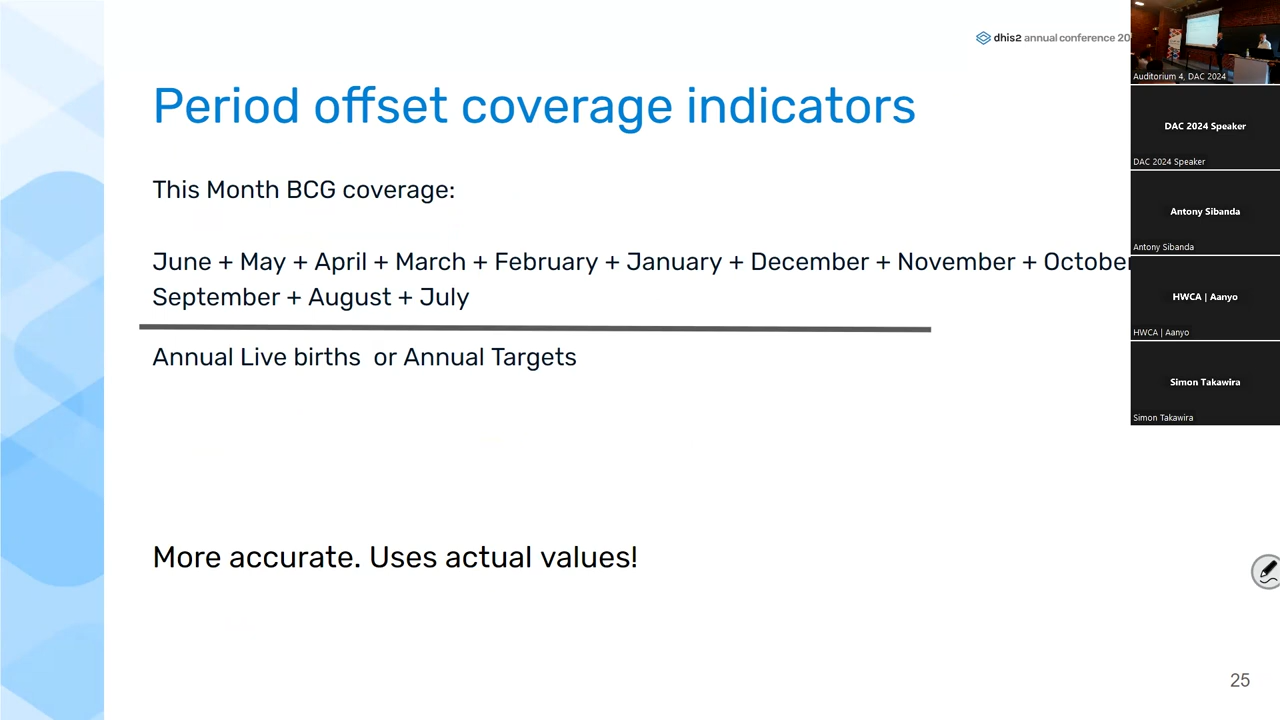 dhis2 annual conference 20
Period offset coverage indicators
This Month BCG coverage:
June + May + April + March + February + January + December + November + October
September + August + July
Annual Live births or Annual Targets
More accurate. Uses actual values!
25
Auditorium 4, DAC 2024
DAC 2024 Speaker
DAC 2024 Speaker
Antony Sibanda
Antony Sibanda
HWCA | Aanyo
HWCA | Aanyo
Simon Takawira
Simon Takawira